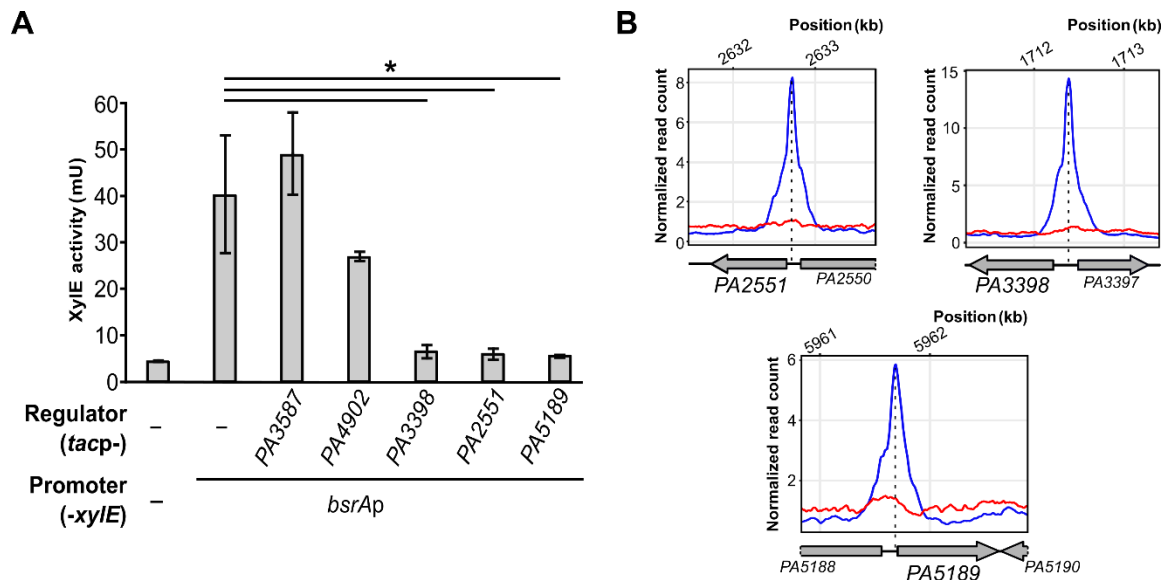 A
*
XylE activity (mU)
60
50
40
30
20
10
0
Regulator
(tacp-)
–
–
PA3587
PA4902
PA3398
PA2551
PA5189
Promoter
(-xylE)
–
bsrAp
B
Position (kb)
2632
2633
Normalized read count
8
6
4
2
0
PA2551
PA2550
Position (kb)
1712
1713
Normalized read count
15
10
5
0
PA3398
PA3397
Position (kb)
5961
5962
Normalized read count
6
4
2
PA5188
PA5189
PA5190